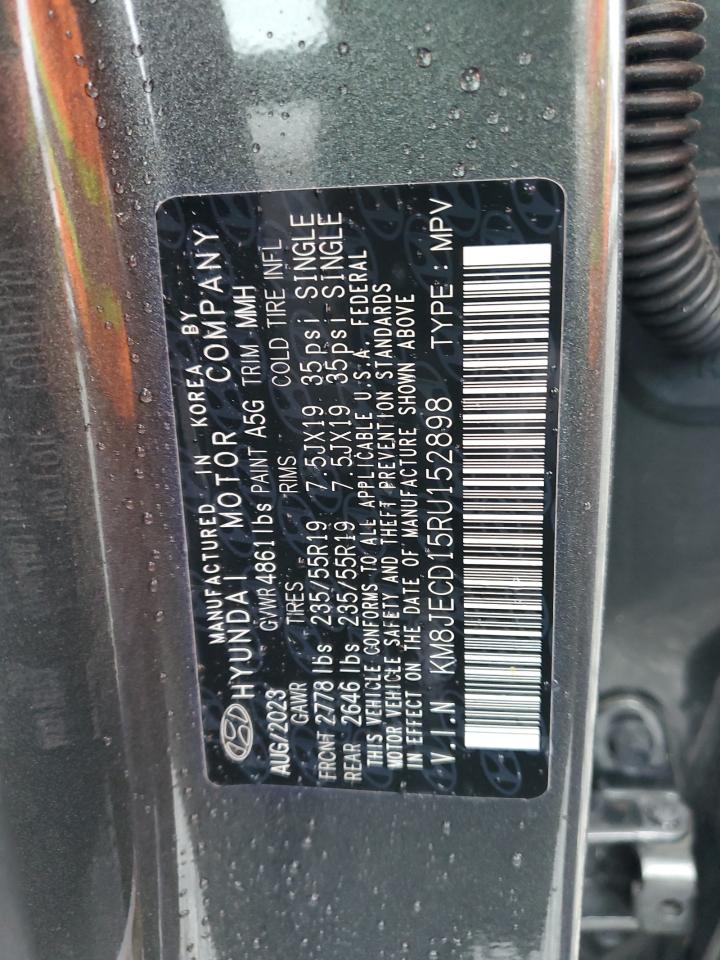 MANUFACTURED IN KOREA BY
HYUNDAI MOTOR COMPANY
AUG/2023 GVWR 4861 lbs PAINT A5G TRIM MMH
GAWR TIRES RIMS COLD TIRE INFL
FRONT 2778 lbs 235/55R19 7.5JX19 35psi SINGLE
REAR 2646 lbs 235/55R19 7.5JX19 35psi SINGLE
THIS VEHICLE CONFORMS TO ALL APPLICABLE U.S.A. FEDERAL
MOTOR VEHICLE SAFETY AND THEFT PREVENTION STANDARDS
IN EFFECT ON THE DATE OF MANUFACTURE SHOWN ABOVE
V.I.N KM8JECD15RU152898 TYPE : MPV